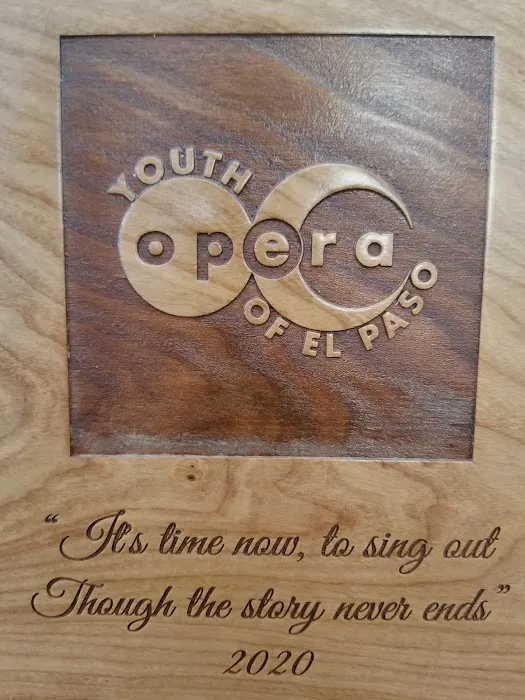 YOUTH
opera
OF EL PASO
“It's time now, to sing out
Though the story never ends”
2020